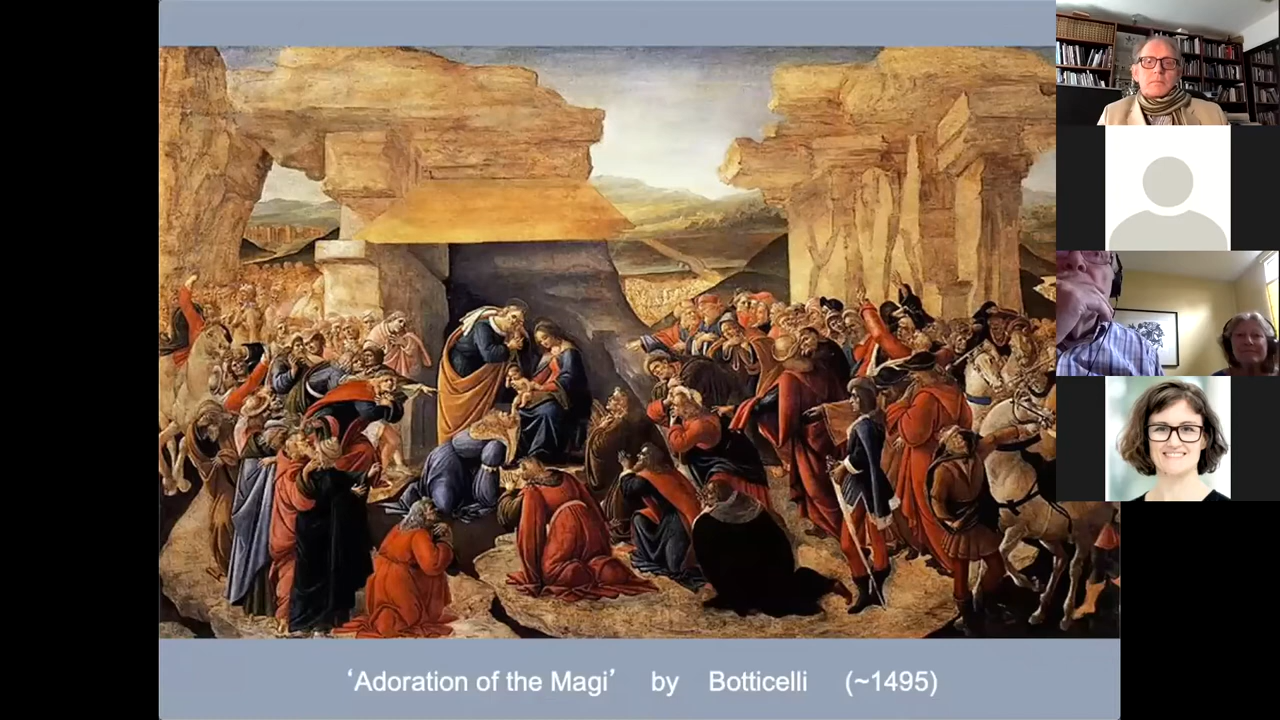 ‘Adoration of the Magi’ by Botticelli (~1495)